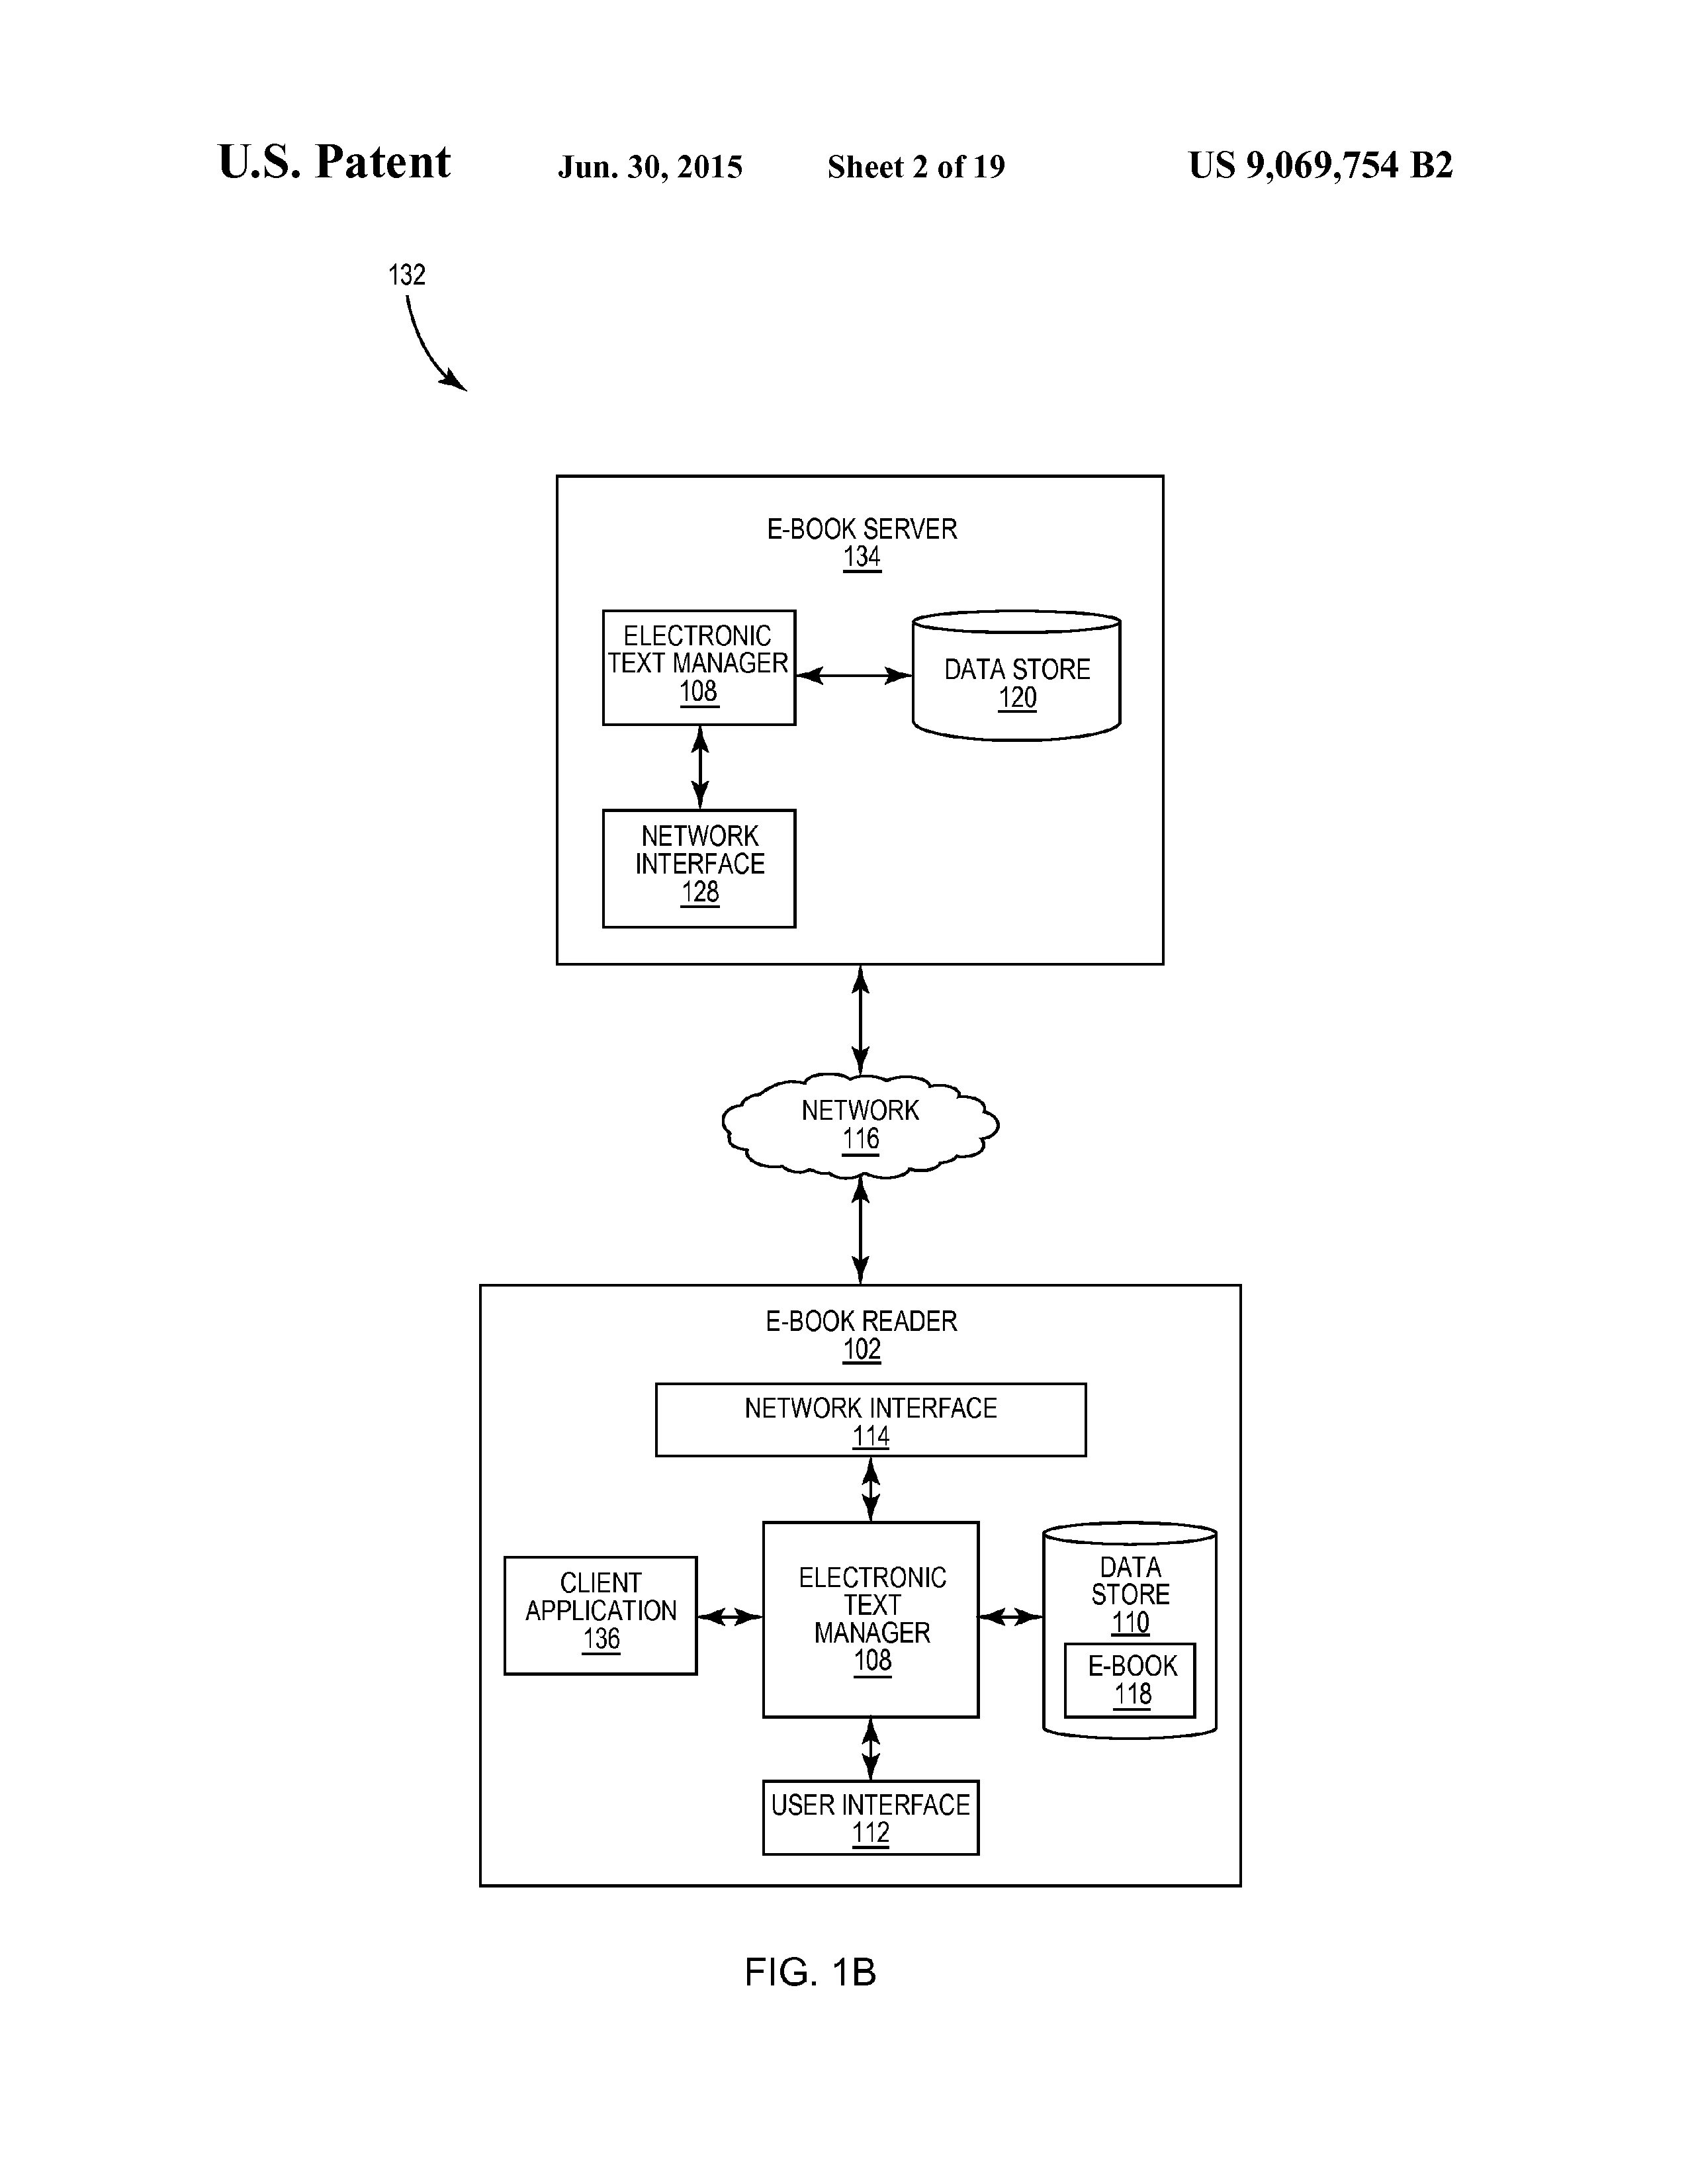 U.S. Patent Jun. 30, 2015 Sheet 2 of 19 US 9,069,754 B2
132
E-BOOK SERVER
134
ELECTRONIC
TEXT MANAGER
108
DATA STORE
120
NETWORK
INTERFACE
128
NETWORK
116
E-BOOK READER
102
NETWORK INTERFACE
114
CLIENT
APPLICATION
136
ELECTRONIC
TEXT
MANAGER
108
DATA
STORE
110
E-BOOK
118
USER INTERFACE
112
FIG. 1B